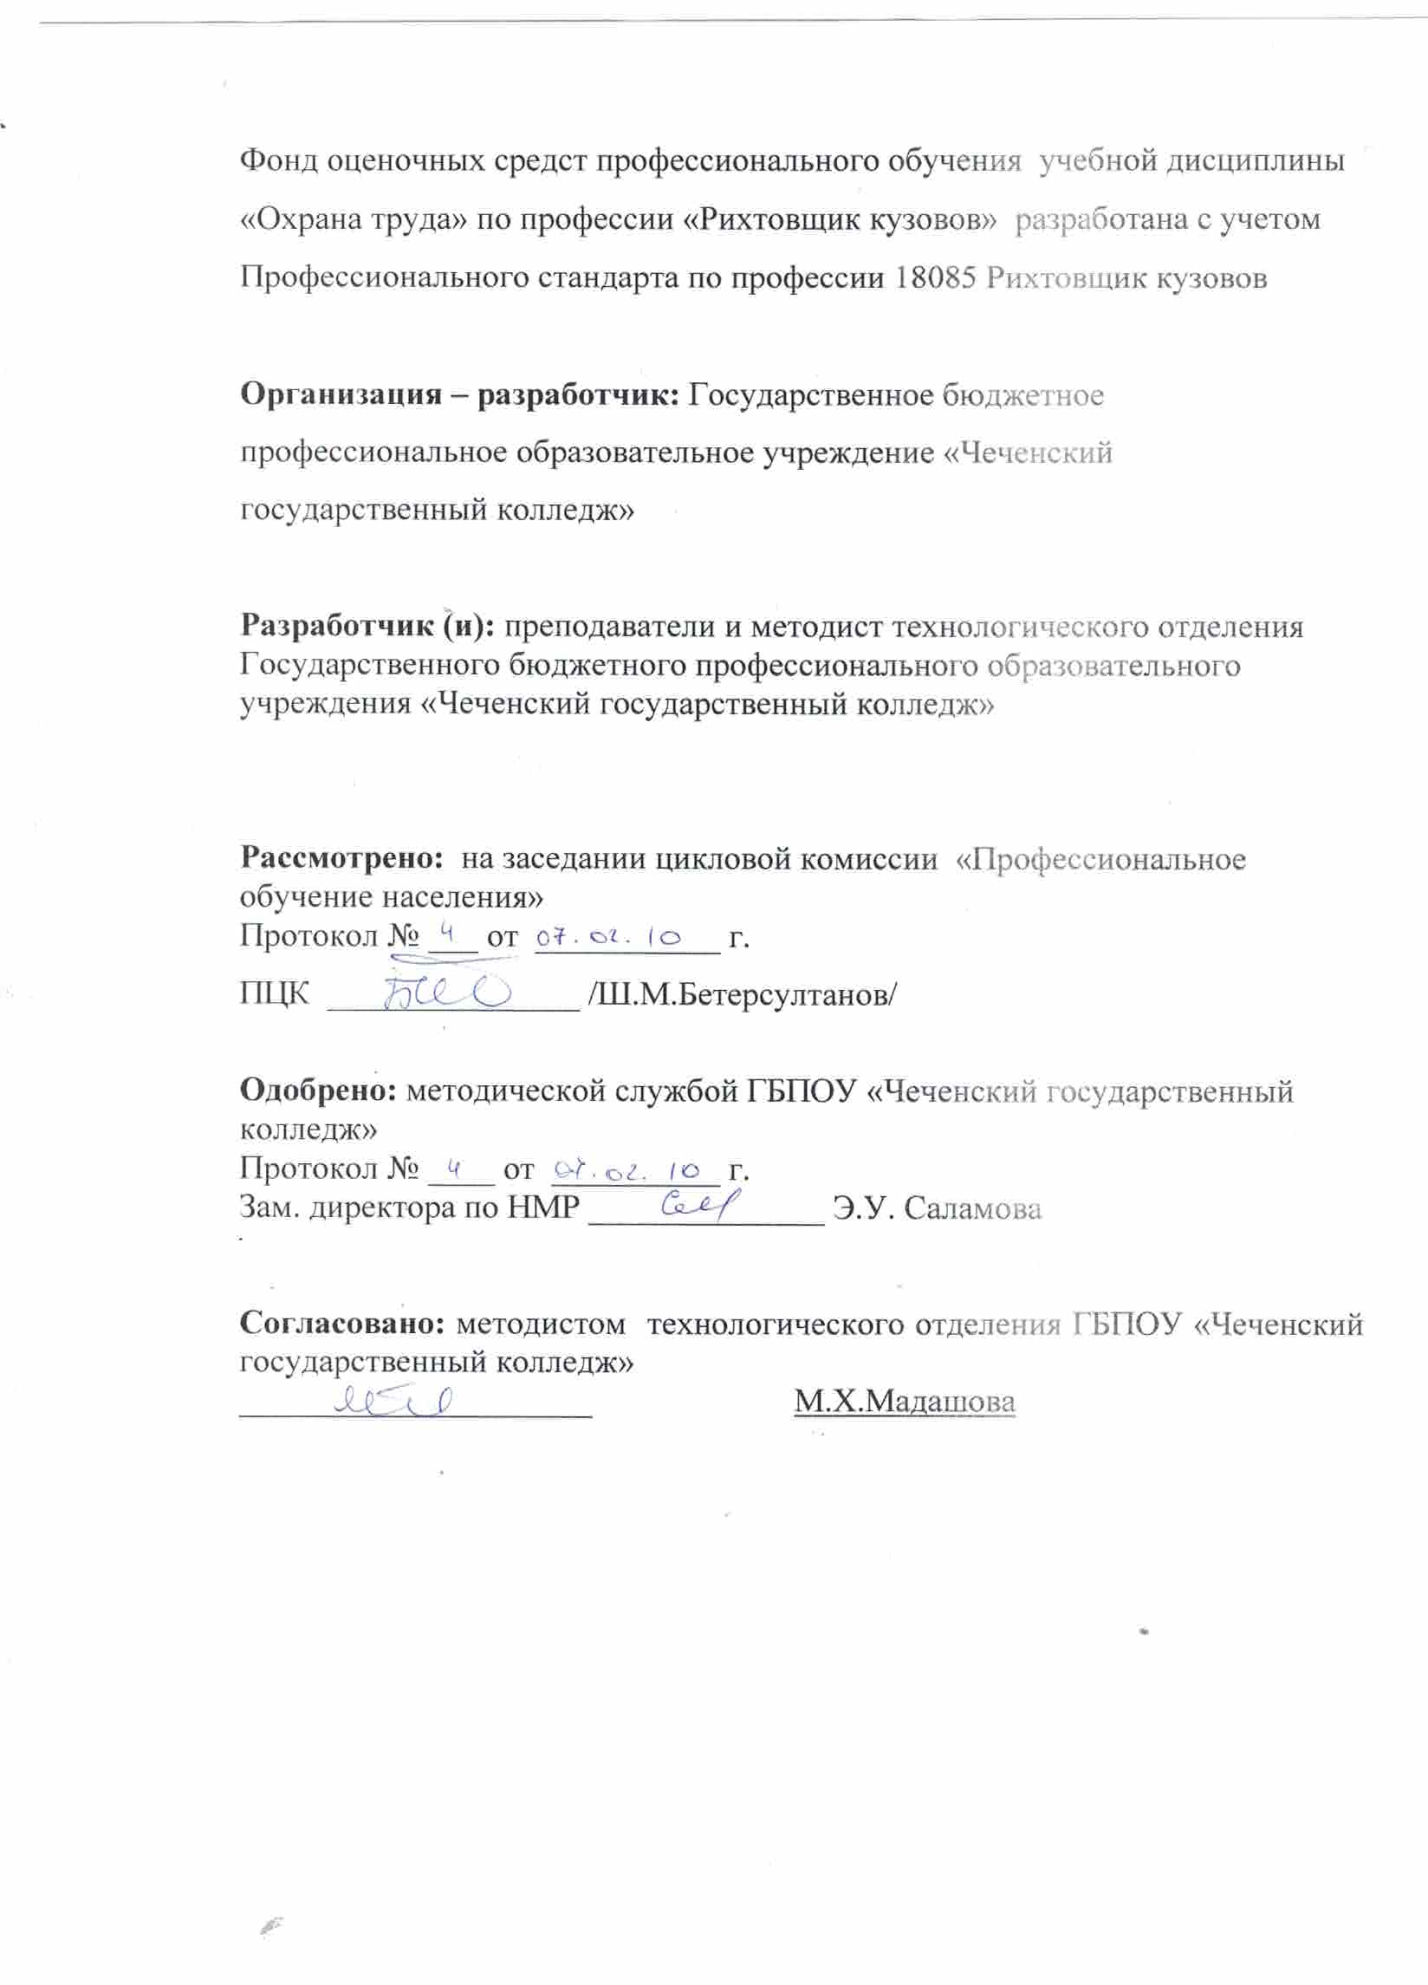 Фонд оценочных средст профессионального обучения учебной дисциплины
«Охрана труда» по профессии «Рихтовщик кузовов» разработана с учетом
Профессионального стандарта по профессии 18085 Рихтовщик кузовов
Организация – разработчик: Государственное бюджетное
профессиональное образовательное учреждение «Чеченский
государственный колледж»
Разработчик (и): преподаватели и методист технологического отделения
Государственного бюджетного профессионального образовательного
учреждения «Чеченский государственный колледж»
Рассмотрено: на заседании цикловой комиссии «Профессиональное
обучение населения»
Протокол № 4 от 07.02.10 г.
ПЦК /Ш.М.Бетерсултанов/
Одобрено: методической службой ГБПОУ «Чеченский государственный
колледж»
Протокол № 4 от 07.02.10 г.
Зам. директора по НМР Э.У. Саламова
Согласовано: методистом технологического отделения ГБПОУ «Чеченский
государственный колледж»
М.Х.Мадашова